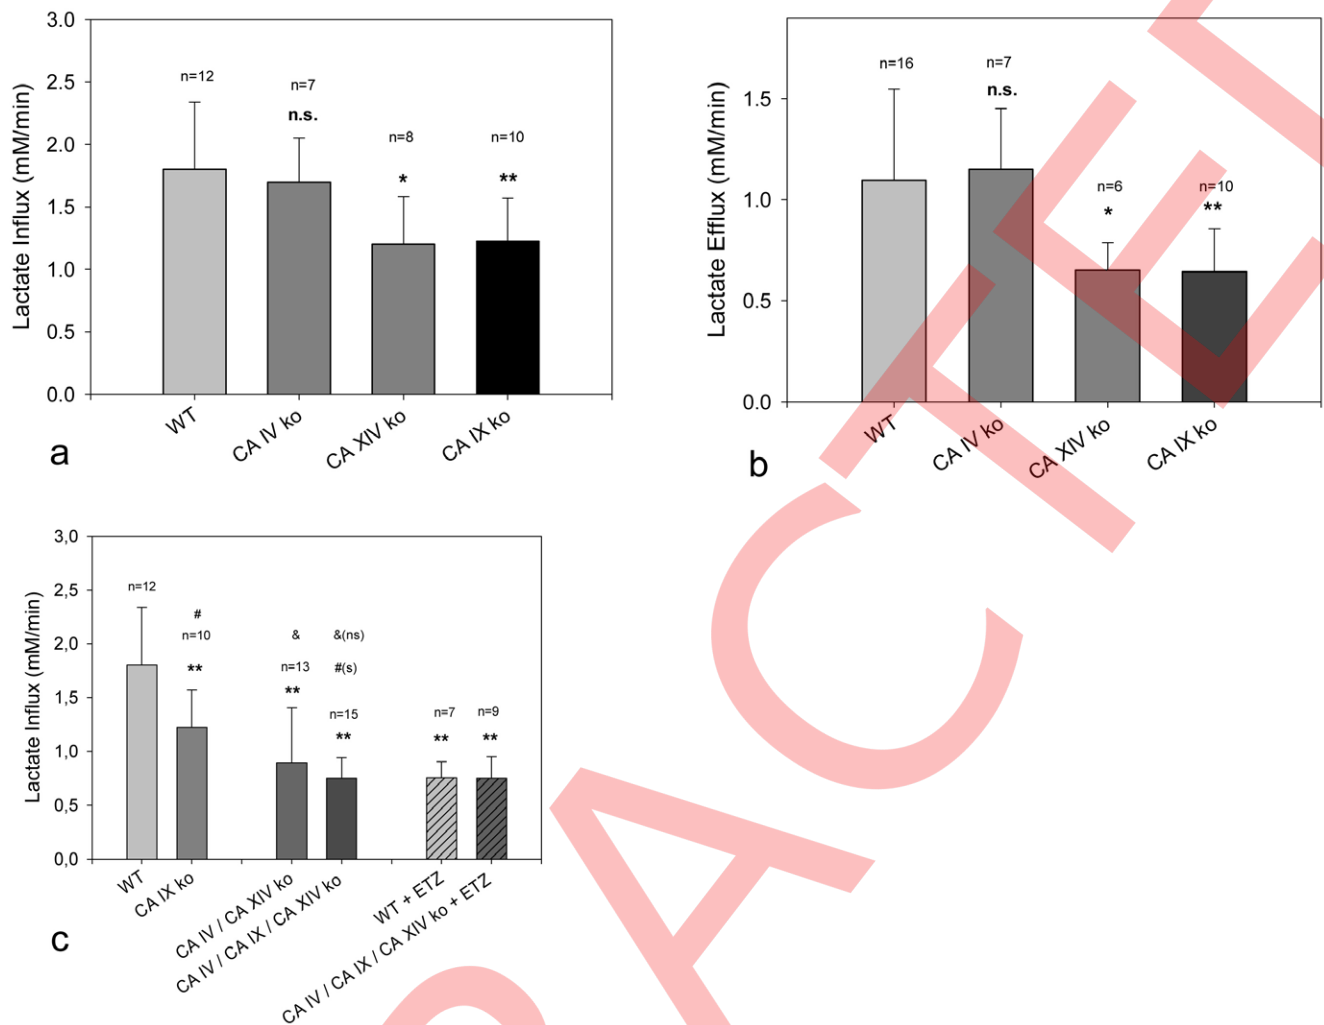 3.0
2.5
2.0
1.5
1.0
0.5
0.0
Lactate Influx (mM/min)
n=12
n=7
n.s.
n=8
*
n=10
**
WT
CA IV ko
CA XIV ko
CA IX ko
a
1.5
1.0
0.5
0.0
Lactate Efflux (mM/min)
n=16
n=7
n.s.
n=6
*
n=10
**
WT
CA IV ko
CA XIV ko
CA IX ko
b
3,0
2,5
2,0
1,5
1,0
0,5
0,0
Lactate Influx (mM/min)
n=12
#
n=10
**
&
n=13
**
&(ns)
#(s)
n=15
**
n=7
**
n=9
**
WT
CA IX ko
CA IV / CA XIV ko
CA IV / CA IX / CA XIV ko
WT + ETZ
CA IV / CA IX / CA XIV ko + ETZ
c